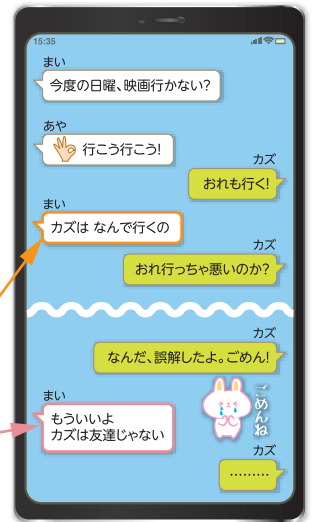 15:35
まい
今度の日曜、映画行かない?
あや
行こう行こう!
カズ
おれも行く!
まい
カズは なんで行くの
カズ
おれ行っちゃ悪いのか?
カズ
なんだ、誤解したよ。ごめん!
ごめんね
まい
もういいよ
カズは友達じゃない
カズ
………